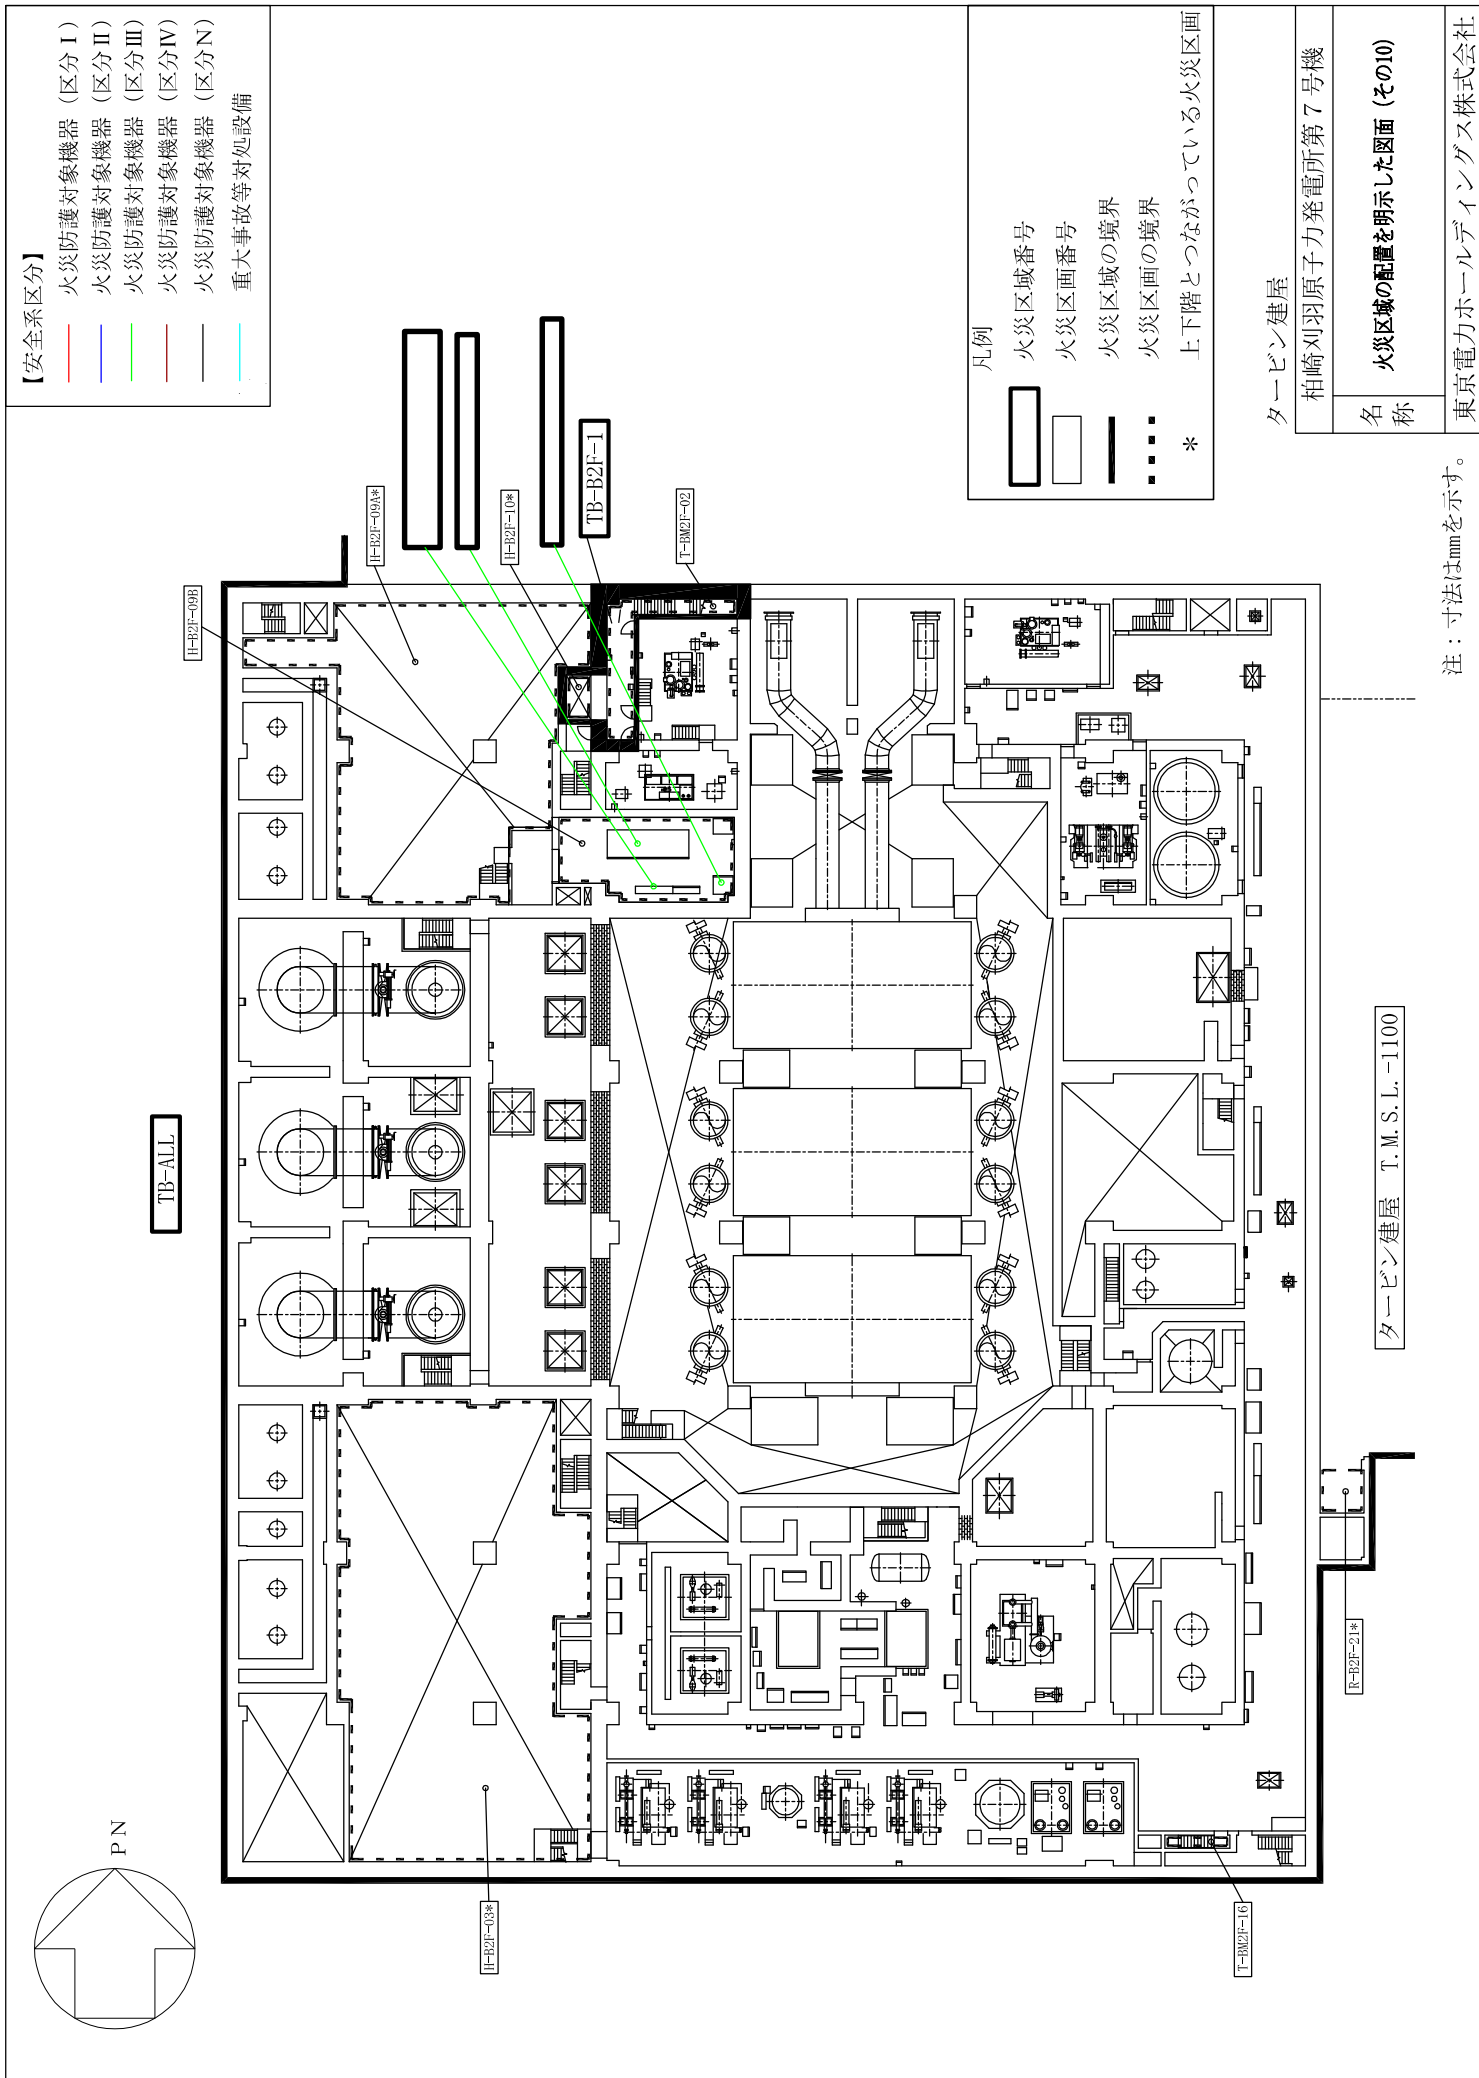 【安全系区分】
火災防護対象機器（区分Ⅰ）
火災防護対象機器（区分Ⅱ）
火災防護対象機器（区分Ⅲ）
火災防護対象機器（区分Ⅳ）
火災防護対象機器（区分N）
重大事故等対処設備
PN
TB-ALL
H-B2F-09B
H-B2F-09A*
H-B2F-10*
TB-B2F-1
T-BM2F-02
H-B2F-03*
T-BM2F-16
R-B2F-21*
タービン建屋 T.M.S.L.-1100
凡例
火災区域番号
火災区画番号
火災区域の境界
火災区画の境界
* 上下階とつながっている火災区画
タービン建屋
柏崎刈羽原子力発電所第7号機
名称
火災区域の配置を明示した図面（その10）
東京電力ホールディングス株式会社
注：寸法はmmを示す。